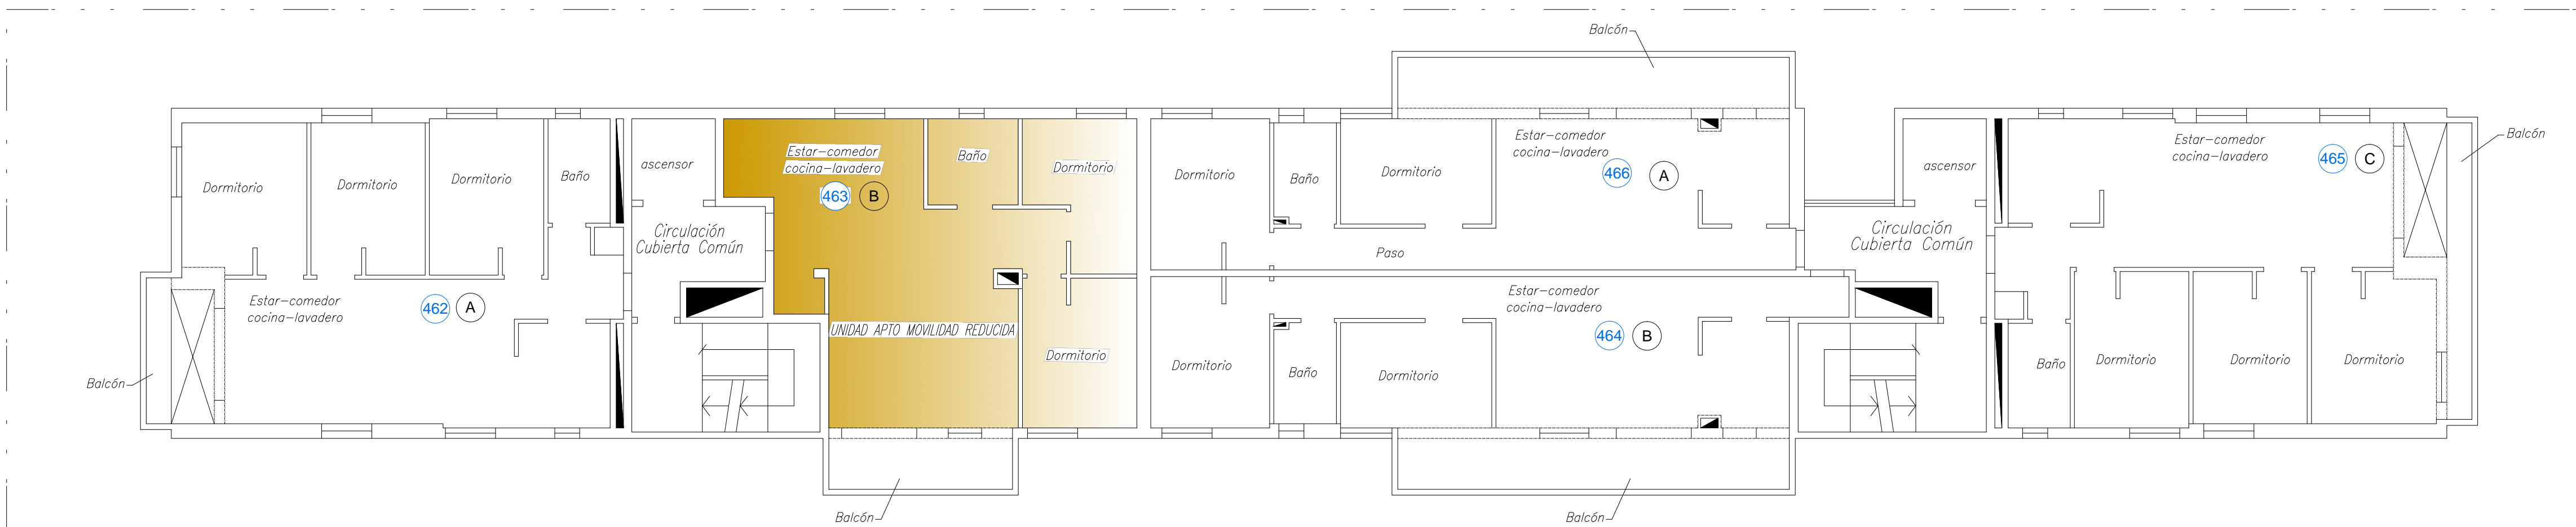 Balcón
Dormitorio
Dormitorio
Dormitorio
Baño
ascensor
Circulación
Cubierta Común
Estar-comedor
cocina-lavadero
462
A
Balcón
Estar-comedor
cocina-lavadero
463
B
Baño
Dormitorio
UNIDAD APTO MOVILIDAD REDUCIDA
Dormitorio
Balcón
Dormitorio
Baño
Dormitorio
Estar-comedor
cocina-lavadero
466
A
Paso
Estar-comedor
cocina-lavadero
464
B
Dormitorio
Baño
Dormitorio
Balcón
ascensor
Circulación
Cubierta Común
Estar-comedor
cocina-lavadero
465
C
Balcón
Baño
Dormitorio
Dormitorio
Dormitorio